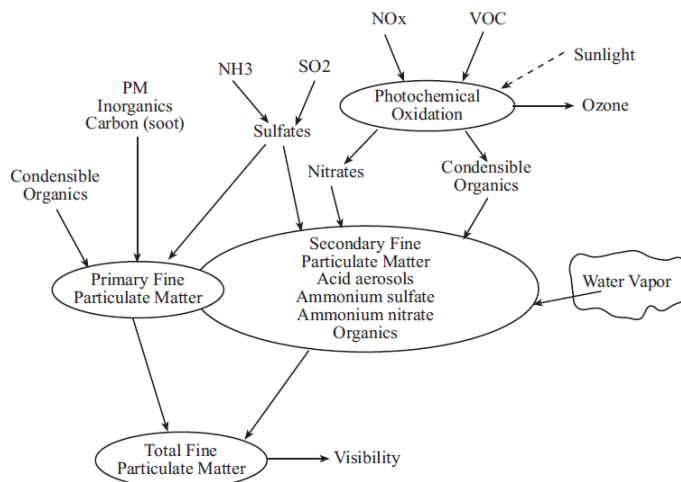 NOx
VOC
Sunlight
NH3
SO2
PM
Inorganics
Carbon (soot)
Photochemical
Oxidation
Ozone
Sulfates
Condensible
Organics
Nitrates
Condensible
Organics
Primary Fine
Particulate Matter
Secondary Fine
Particulate Matter
Acid aerosols
Ammonium sulfate
Ammonium nitrate
Organics
Water Vapor
Total Fine
Particulate Matter
Visibility